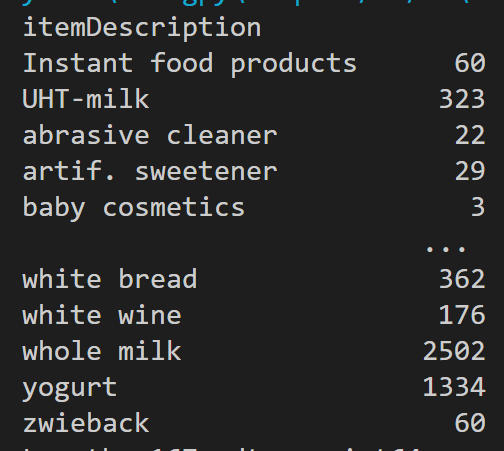 itemDescription
Instant food products 60
UHT-milk 323
abrasive cleaner 22
artif. sweetener 29
baby cosmetics 3
...
white bread 362
white wine 176
whole milk 2502
yogurt 1334
zwieback 60